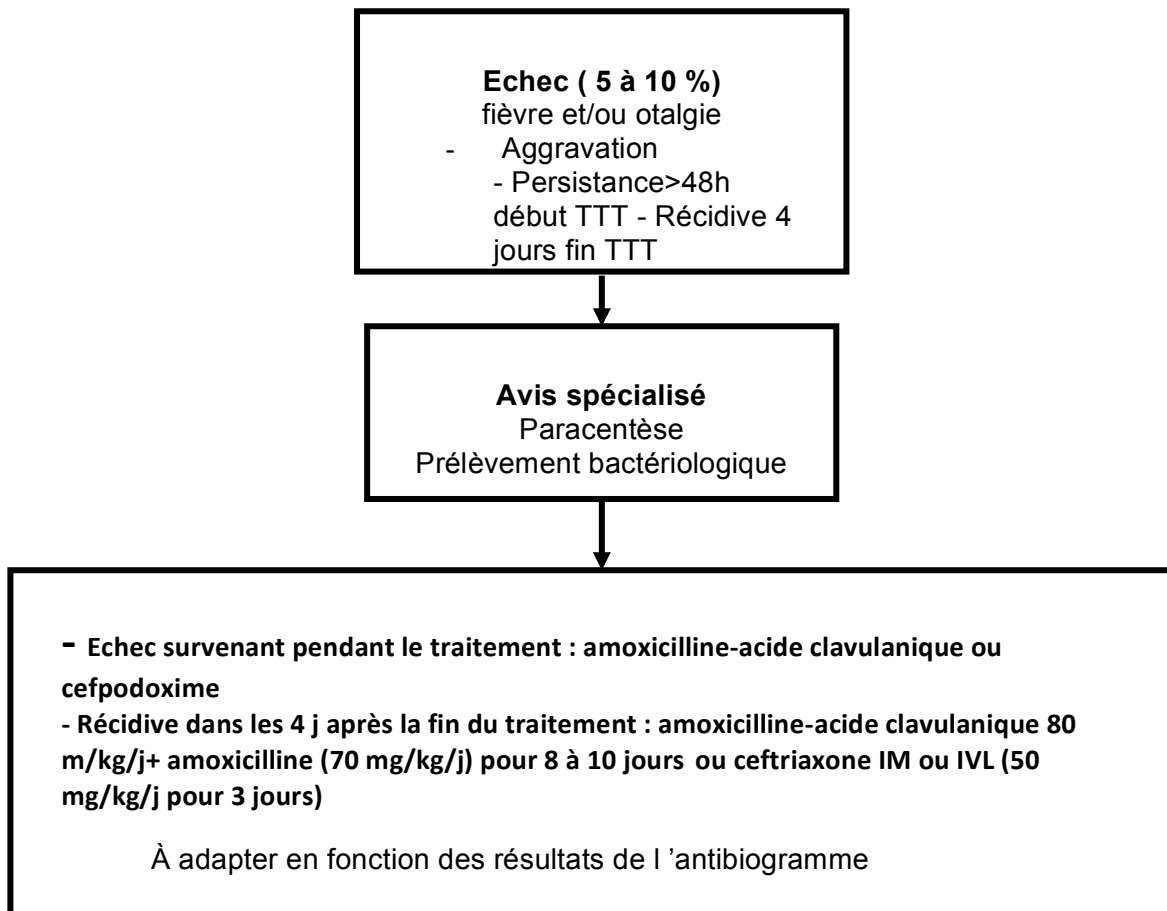 Echec ( 5 à 10 %)
fièvre et/ou otalgie
- Aggravation
- Persistance>48h
début TTT - Récidive 4
jours fin TTT
Avis spécialisé
Paracentèse
Prélèvement bactériologique
- Echec survenant pendant le traitement : amoxicilline-acide clavulanique ou
cefpodoxime
- Récidive dans les 4 j après la fin du traitement : amoxicilline-acide clavulanique 80
m/kg/j+ amoxicilline (70 mg/kg/j) pour 8 à 10 jours ou ceftriaxone IM ou IVL (50
mg/kg/j pour 3 jours)
À adapter en fonction des résultats de l ’antibiogramme